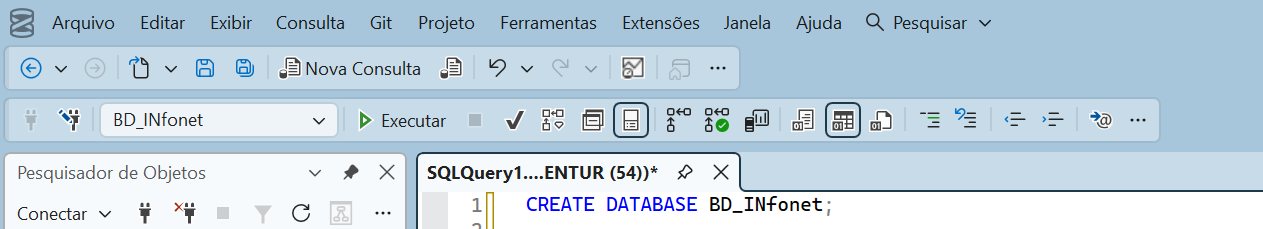 Arquivo Editar Exibir Consulta Git Projeto Ferramentas Extensões Janela Ajuda Pesquisar
Nova Consulta
BD_INfonet Executar
Pesquisador de Objetos
SQLQuery1....ENTUR (54))*
Conectar
1 CREATE DATABASE BD_INfonet;